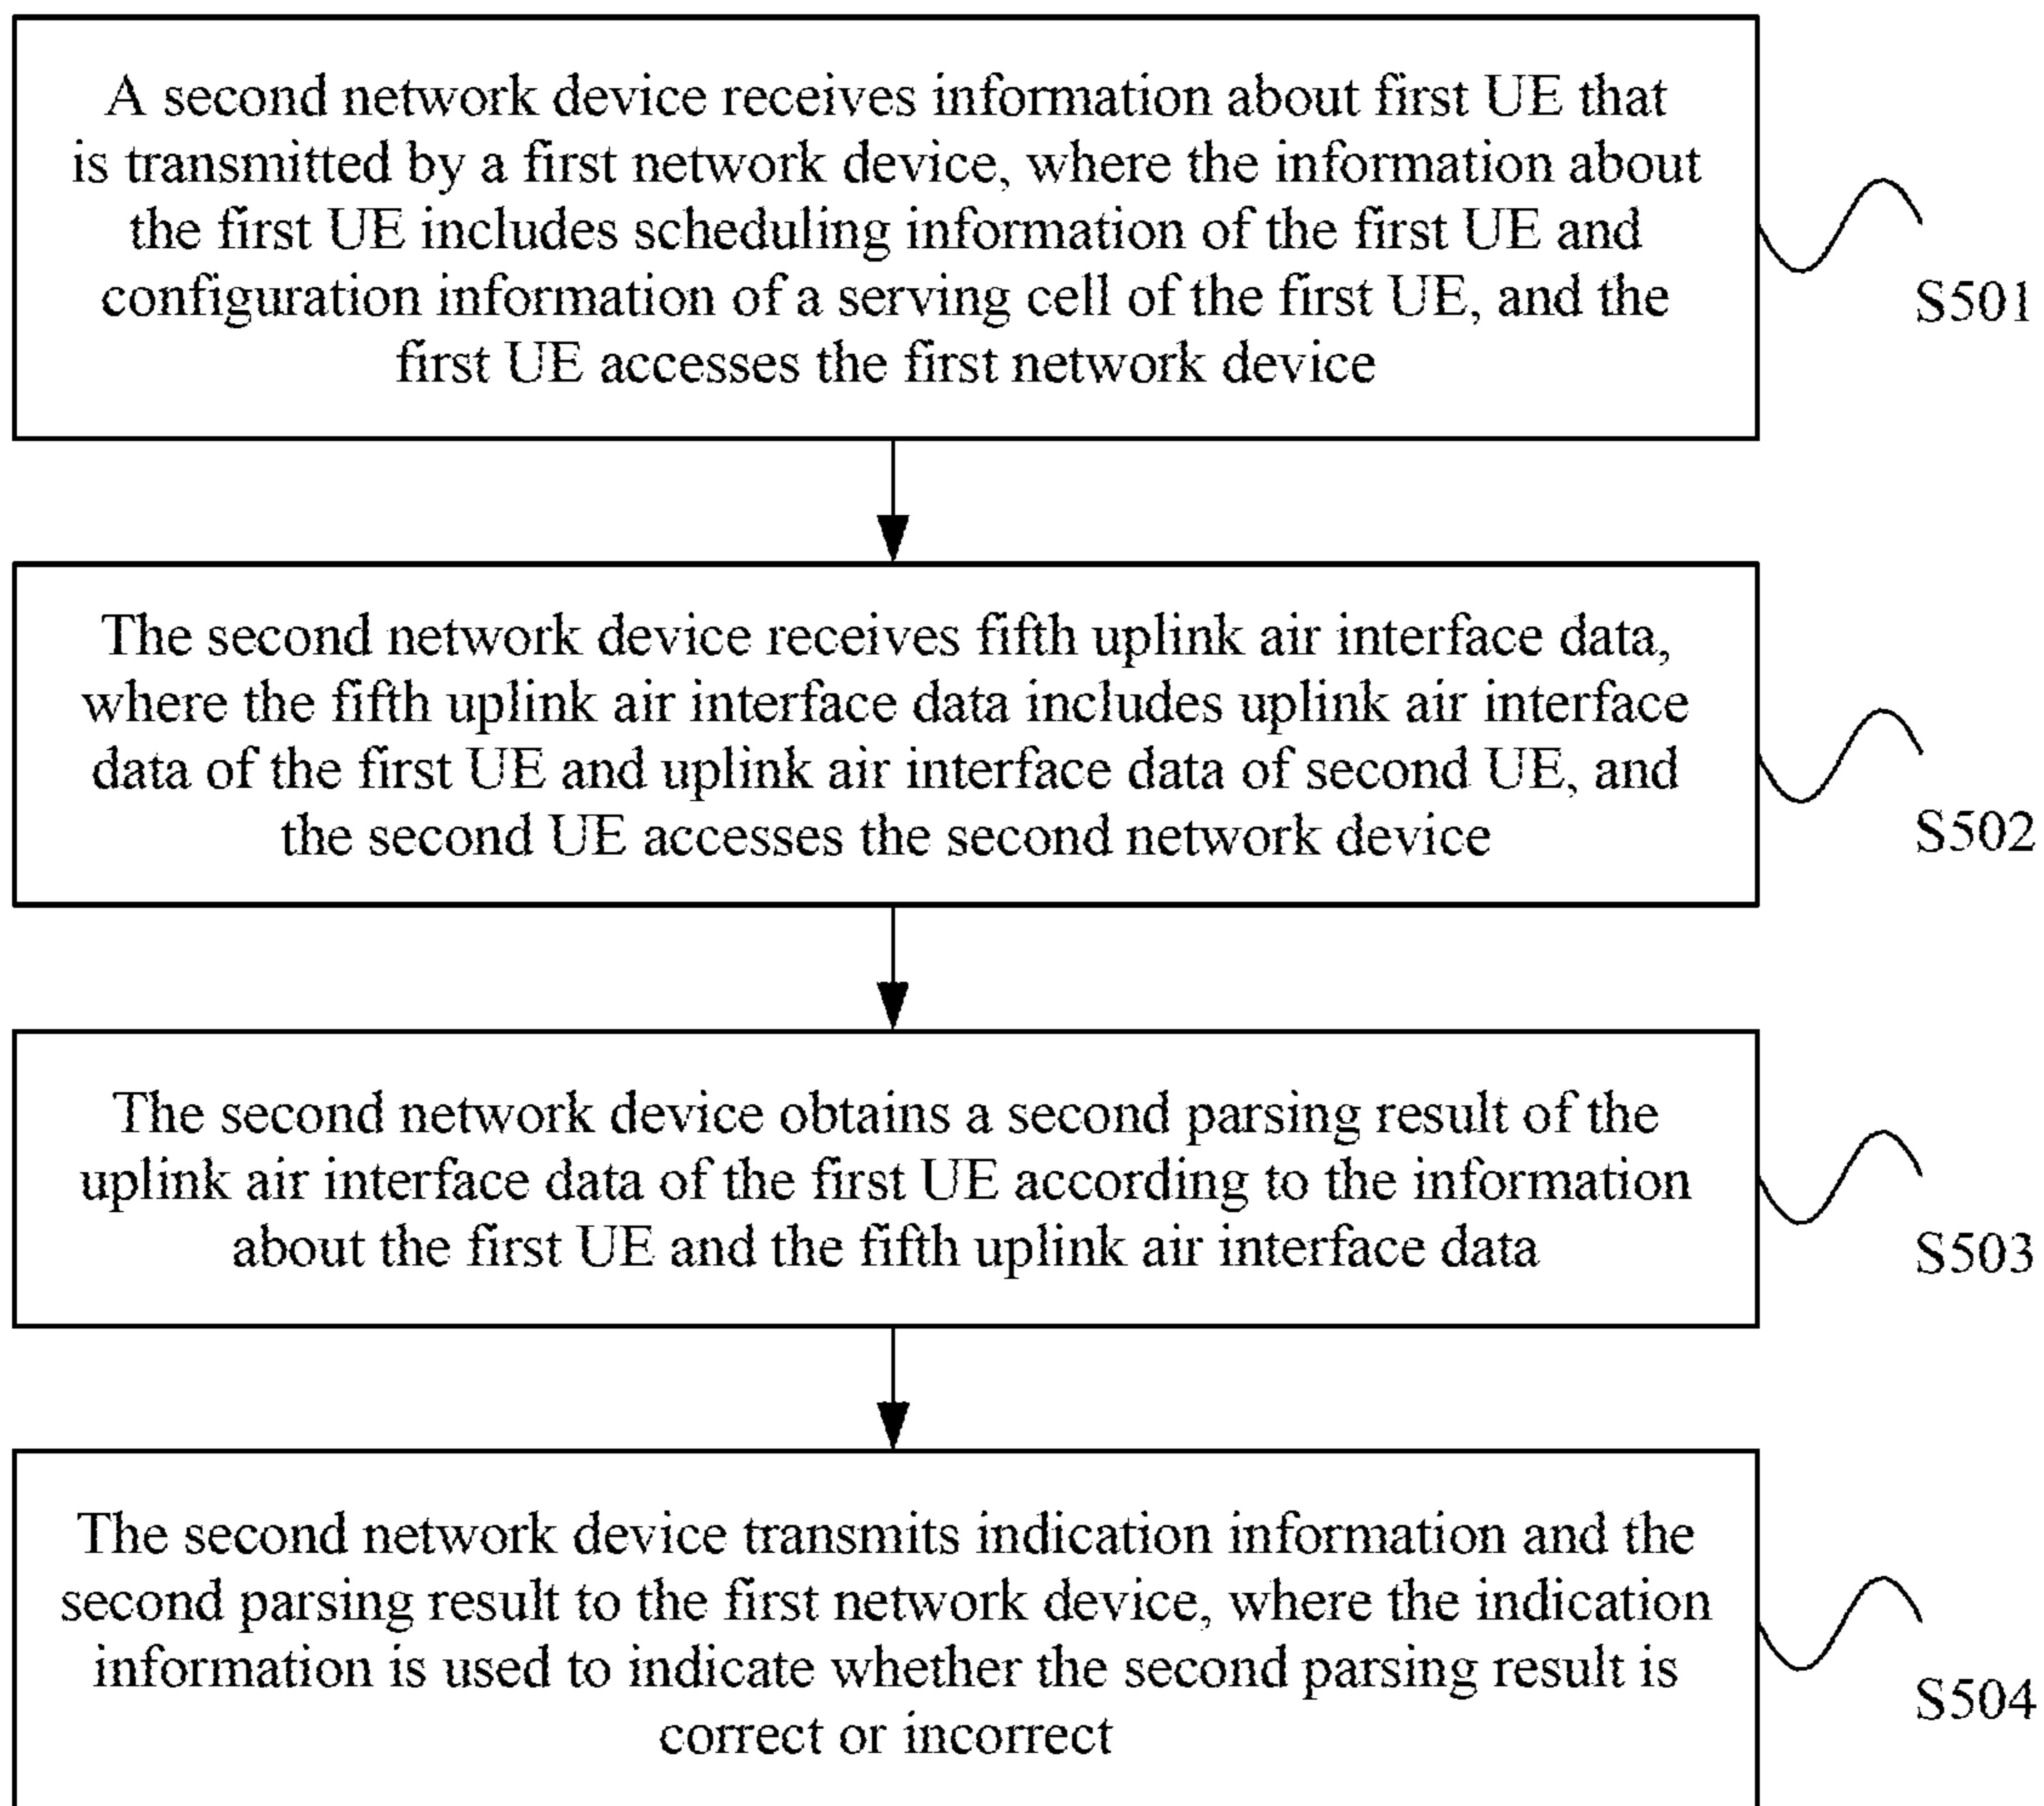 A second network device receives information about first UE that
is transmitted by a first network device, where the information about
the first UE includes scheduling information of the first UE and
configuration information of a serving cell of the first UE, and the
first UE accesses the first network device
S501
The second network device receives fifth uplink air interface data,
where the fifth uplink air interface data includes uplink air interface
data of the first UE and uplink air interface data of second UE, and
the second UE accesses the second network device
S502
The second network device obtains a second parsing result of the
uplink air interface data of the first UE according to the information
about the first UE and the fifth uplink air interface data
S503
The second network device transmits indication information and the
second parsing result to the first network device, where the indication
information is used to indicate whether the second parsing result is
correct or incorrect
S504